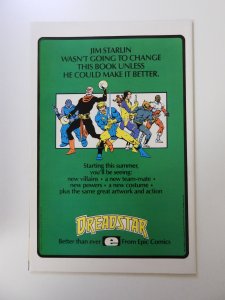 JIM STARLIN
WASN'T GOING TO CHANGE
THIS BOOK UNLESS
HE COULD MAKE IT BETTER.
Starting this summer,
you'll be seeing:
new villains • a new team-mate •
new powers • a new costume •
plus the same great artwork and action
DREADSTAR
Better than ever e From Epic Comics